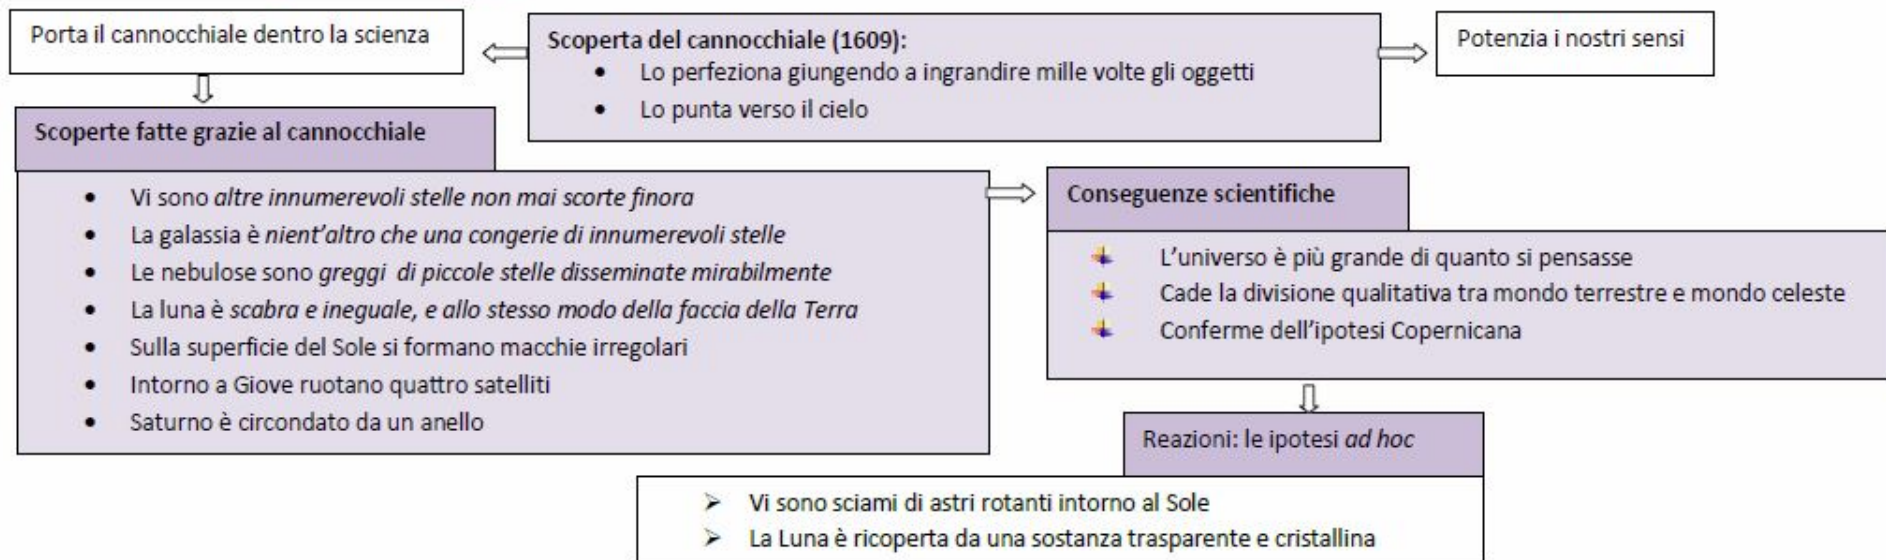 Porta il cannocchiale dentro la scienza
Scoperta del cannocchiale (1609):
• Lo perfeziona giungendo a ingrandire mille volte gli oggetti
• Lo punta verso il cielo
Potenzia i nostri sensi
Scoperte fatte grazie al cannocchiale
• Vi sono altre innumerevoli stelle non mai scorte finora
• La galassia è nient'altro che una congerie di innumerevoli stelle
• Le nebulose sono greggi di piccole stelle disseminate mirabilmente
• La luna è scabra e ineguale, e allo stesso modo della faccia della Terra
• Sulla superficie del Sole si formano macchie irregolari
• Intorno a Giove ruotano quattro satelliti
• Saturno è circondato da un anello
Conseguenze scientifiche
L'universo è più grande di quanto si pensasse
Cade la divisione qualitativa tra mondo terrestre e mondo celeste
Conferme dell'ipotesi Copernicana
Reazioni: le ipotesi ad hoc
➢ Vi sono sciami di astri rotanti intorno al Sole
➢ La Luna è ricoperta da una sostanza trasparente e cristallina